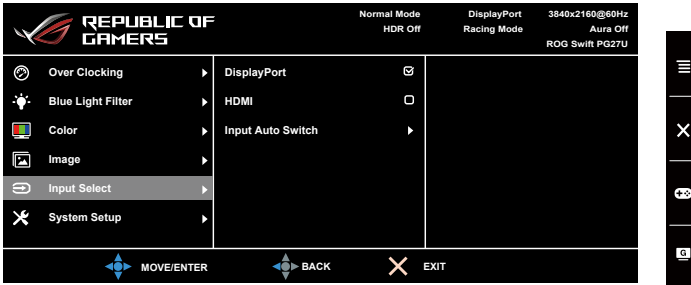 REPUBLIC OF
GAMERS
Normal Mode
HDR Off
DisplayPort
Racing Mode
3840x2160@60Hz
Aura Off
ROG Swift PG27U
Over Clocking
Blue Light Filter
Color
Image
Input Select
System Setup
DisplayPort
HDMI
Input Auto Switch
MOVE/ENTER
BACK
EXIT
G